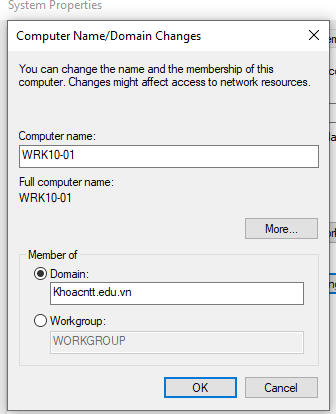 System Properties
Computer Name/Domain Changes
You can change the name and the membership of this
computer. Changes might affect access to network resources.
Computer name:
WRK10-01
Full computer name:
WRK10-01
More...
Member of
Domain:
Khoacntt.edu.vn
Workgroup:
WORKGROUP
OK
Cancel